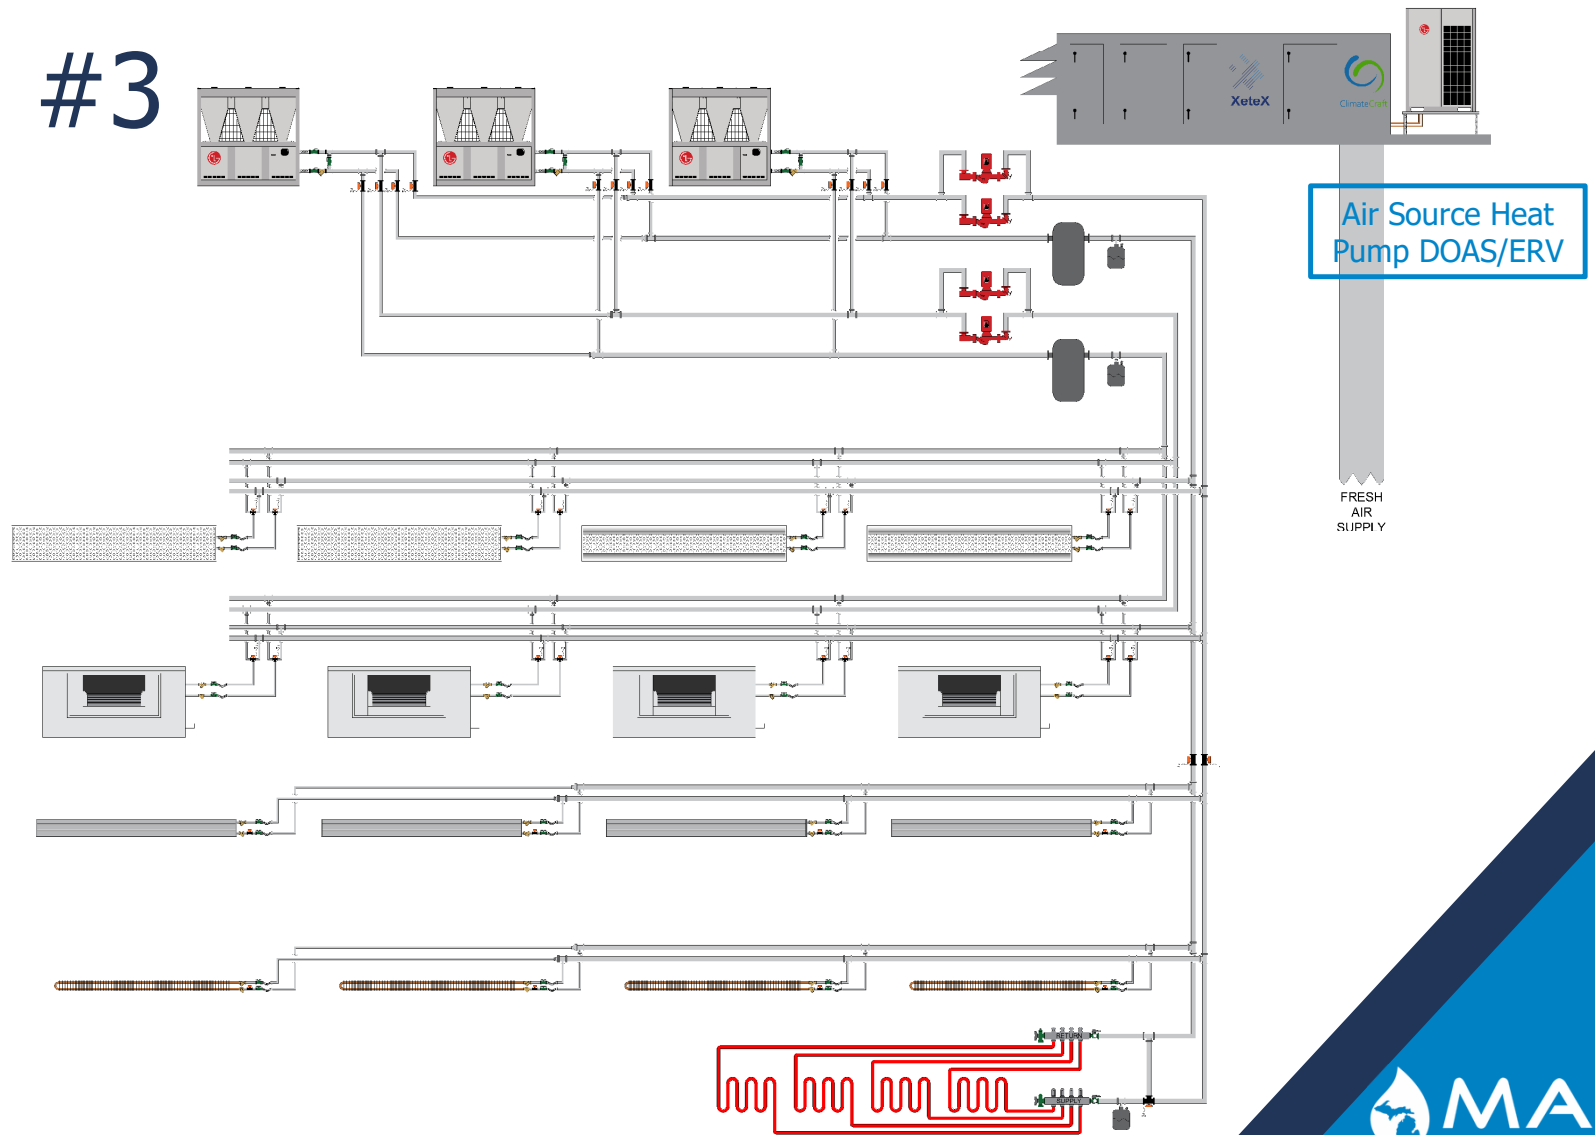 #3
XeteX
ClimateCraft
Air Source Heat
Pump DOAS/ERV
FRESH
AIR
SUPPLY
RETURN
SUPPLY
MA